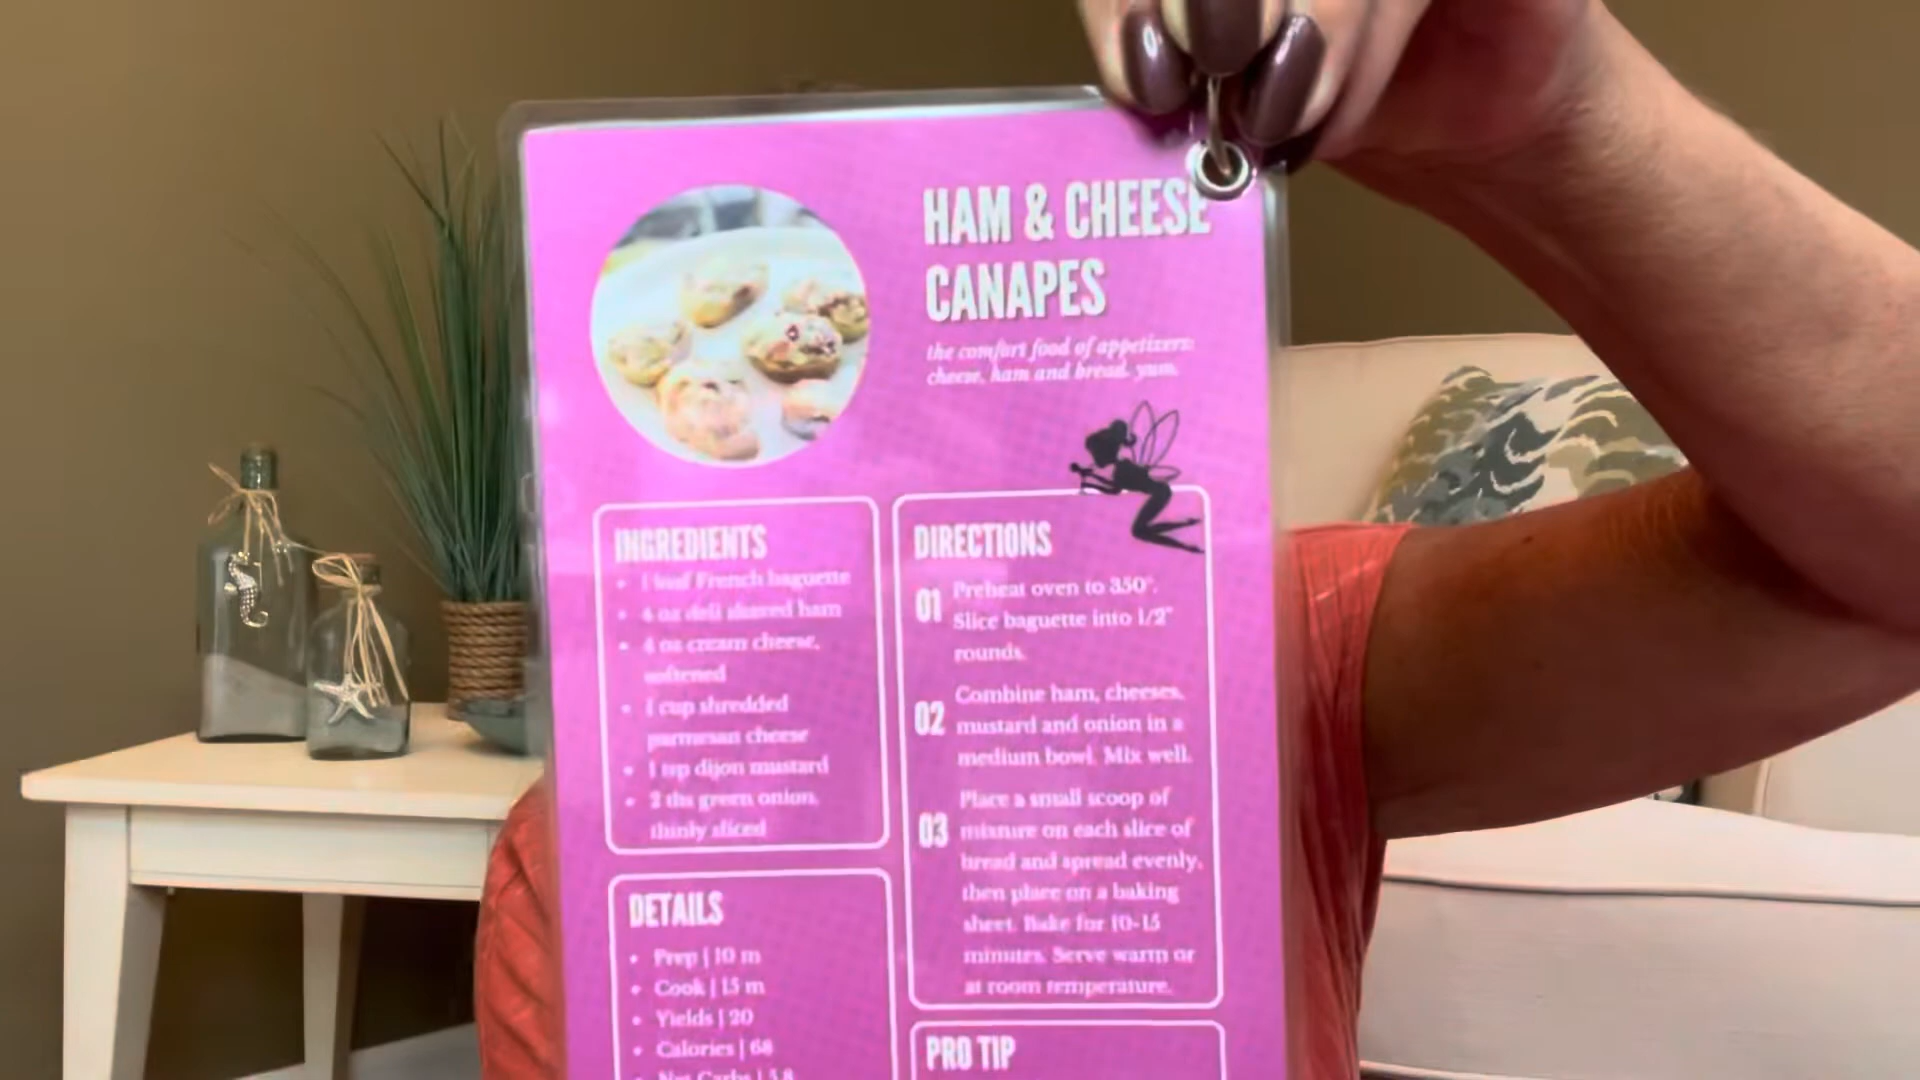 HAM & CHEESE
CANAPES
the comfort food of appetizers:
cheese, ham and bread. yum.
INGREDIENTS
• 1 loaf French baguette
• 4 oz deli shaved ham
• 4 oz cream cheese,
softened
• 1 cup shredded
parmesan cheese
• 1 tsp dijon mustard
• 2 tbs green onion,
thinly sliced
DETAILS
• Prep | 10 m
• Cook | 15 m
• Yields | 20
• Calories | 68
• Net Carbs | 5.8
DIRECTIONS
01 Preheat oven to 350°.
Slice baguette into 1/2"
rounds.
02 Combine ham, cheeses,
mustard and onion in a
medium bowl. Mix well.
03 Place a small scoop of
mixture on each slice of
bread and spread evenly,
then place on a baking
sheet. Bake for 10-15
minutes. Serve warm or
at room temperature.
PRO TIP